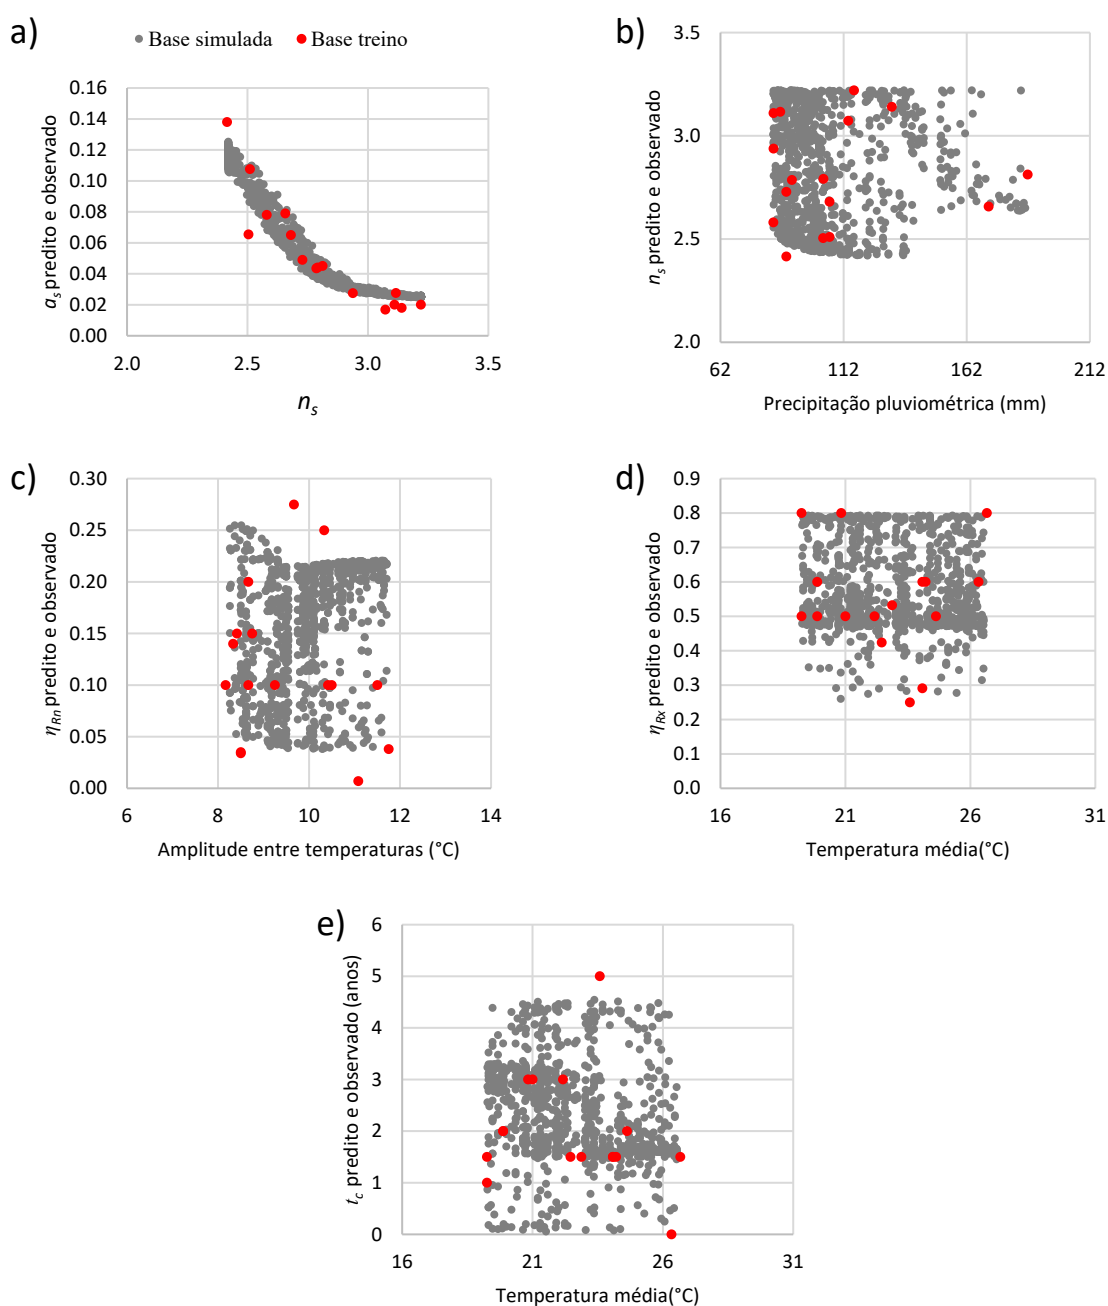 a)
Base simulada
Base treino
0.16
0.14
0.12
0.10
0.08
0.06
0.04
0.02
0.00
a_s predito e observado
2.0 2.5 3.0 3.5
n_s
b)
3.5
3.0
2.5
2.0
n_s predito e observado
62 112 162 212
Precipitação pluviométrica (mm)
c)
0.30
0.25
0.20
0.15
0.10
0.05
0.00
η_Rn predito e observado
6 8 10 12 14
Amplitude entre temperaturas (°C)
d)
0.9
0.8
0.7
0.6
0.5
0.4
0.3
0.2
0.1
0.0
η_Rx predito e observado
16 21 26 31
Temperatura média(°C)
e)
6
5
4
3
2
1
0
t_c predito e observado (anos)
16 21 26 31
Temperatura média(°C)